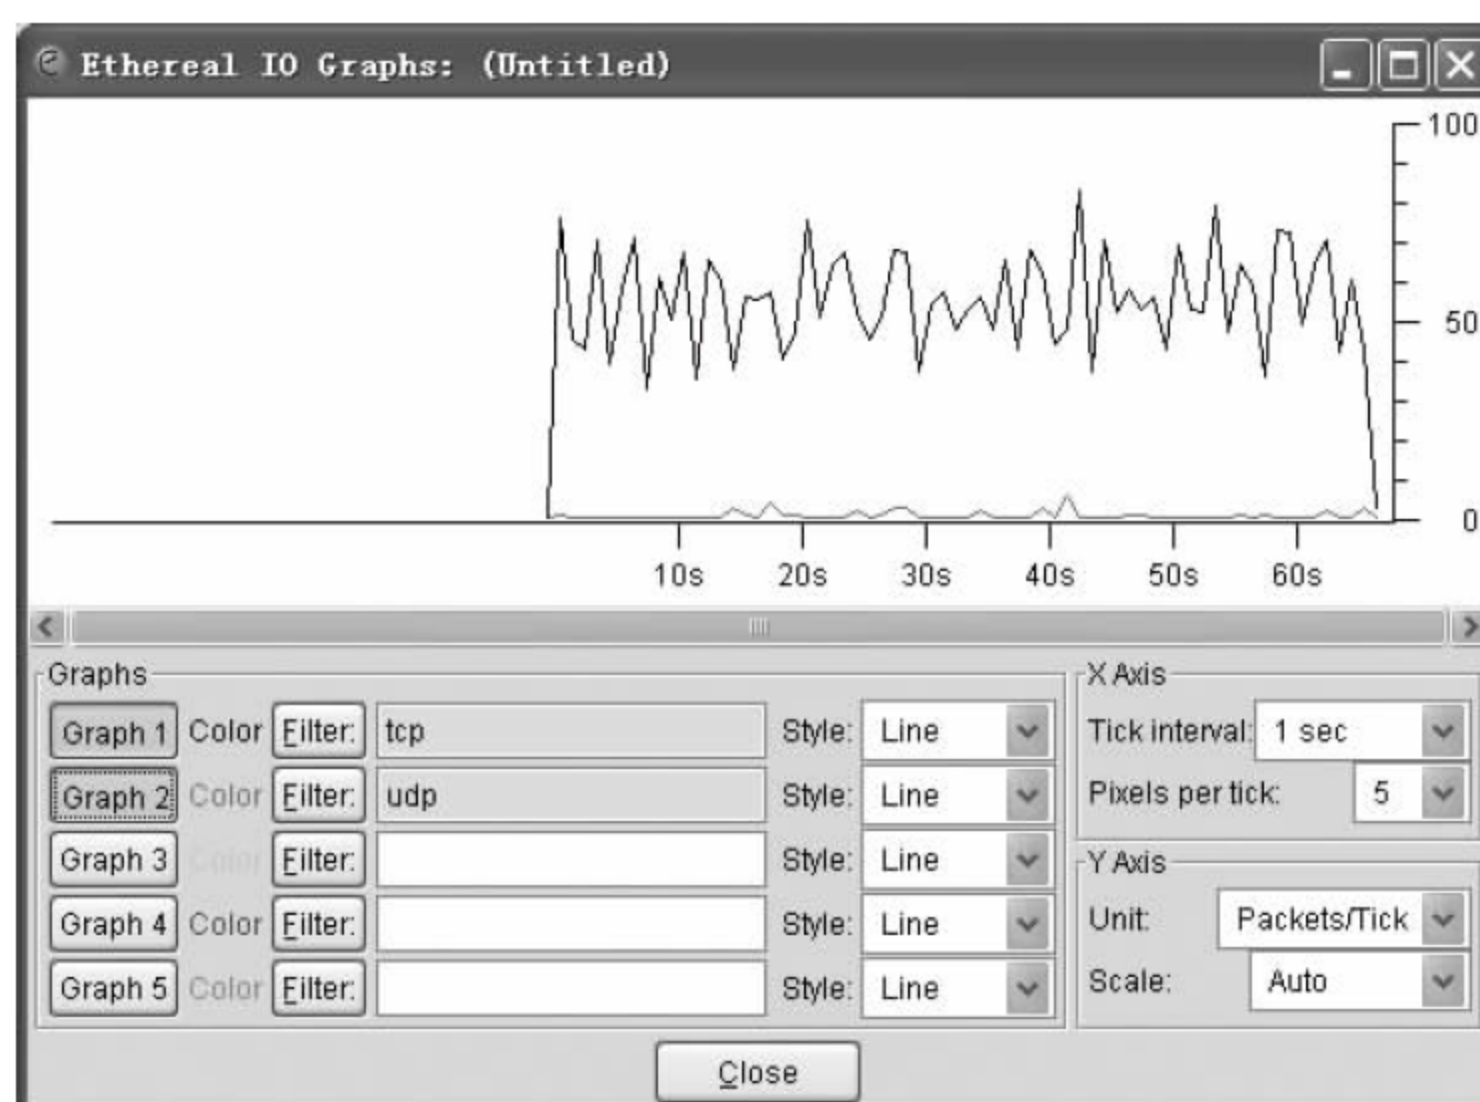 Ethereal IO Graphs: (Untitled)
100
50
0
10s 20s 30s 40s 50s 60s
Graphs
Graph 1 Color Filter: tcp Style: Line
Graph 2 Color Filter: udp Style: Line
Graph 3 Color Filter: Style: Line
Graph 4 Color Filter: Style: Line
Graph 5 Color Filter: Style: Line
X Axis
Tick interval: 1 sec
Pixels per tick: 5
Y Axis
Unit: Packets/Tick
Scale: Auto
Close